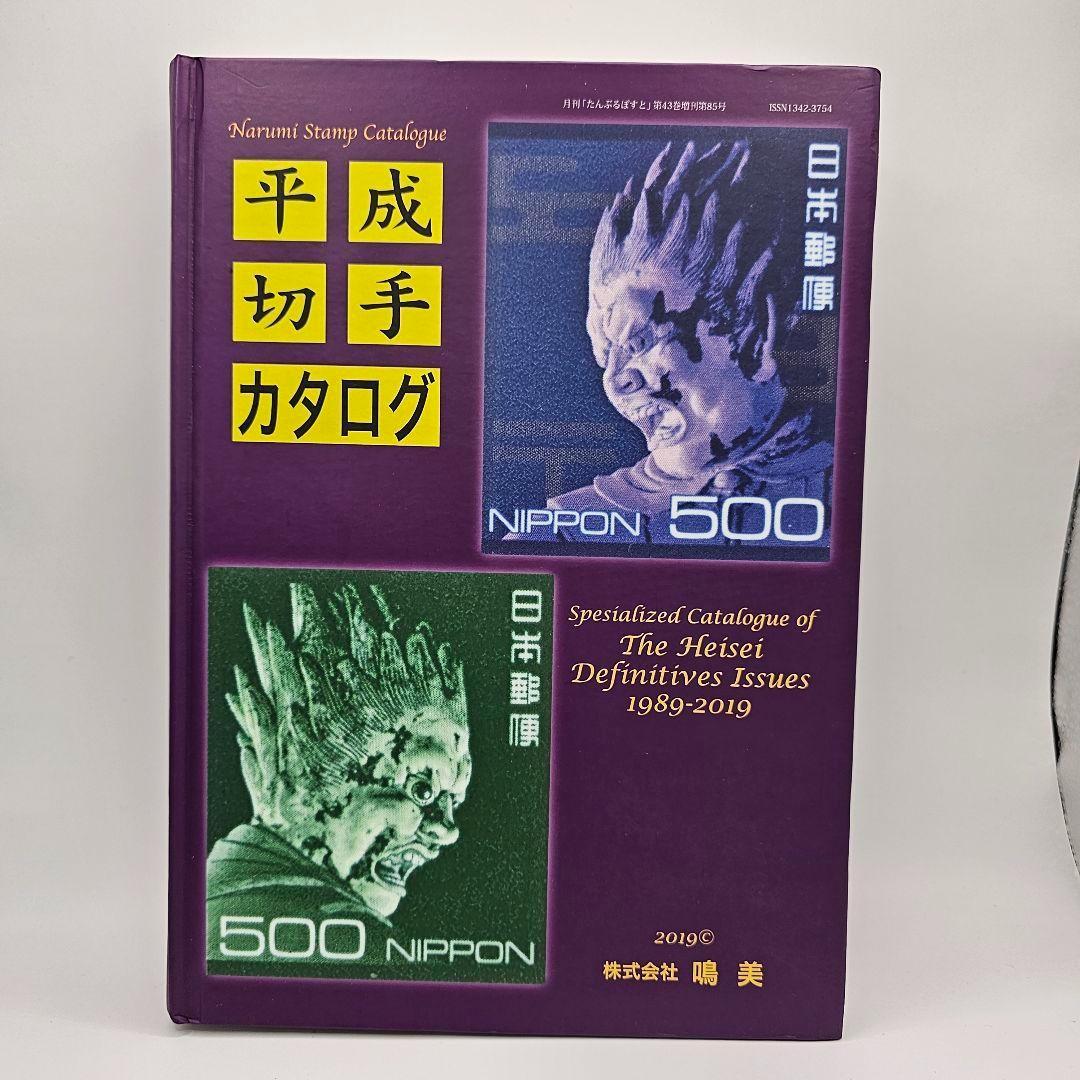 月刊「たんぷるぽすと」第43巻増刊第85号 ISSN1342-3754
Narumi Stamp Catalogue
平成
切手
カタログ
日本郵便
NIPPON 500
日本郵便
500 NIPPON
Spesialized Catalogue of
The Heisei
Definitives Issues
1989-2019
2019©
株式会社 鳴美